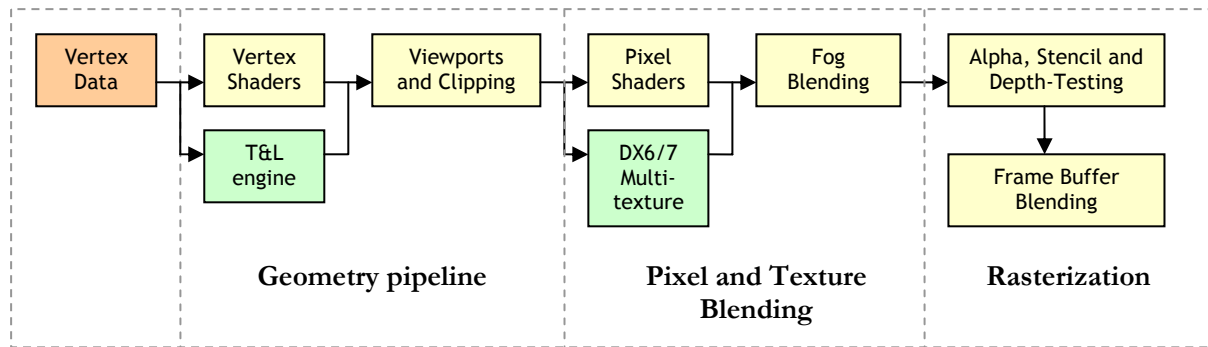 Vertex
Data
Vertex
Shaders
T&L
engine
Viewports
and Clipping
Pixel
Shaders
DX6/7
Multi-
texture
Fog
Blending
Alpha, Stencil and
Depth-Testing
Frame Buffer
Blending
Geometry pipeline
Pixel and Texture
Blending
Rasterization